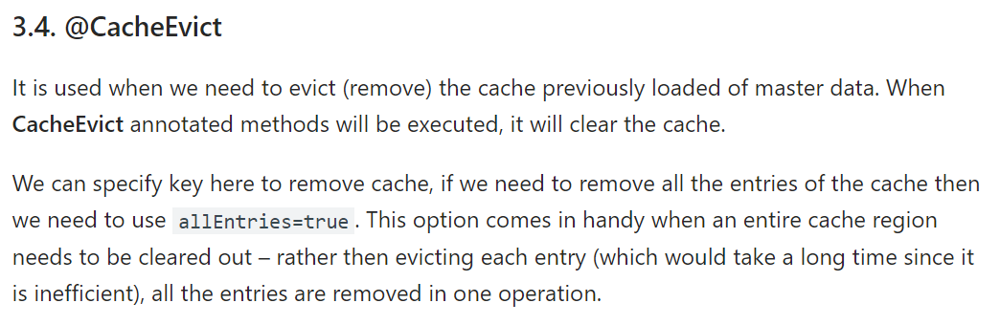 3.4. @CacheEvict
It is used when we need to evict (remove) the cache previously loaded of master data. When
CacheEvict annotated methods will be executed, it will clear the cache.
We can specify key here to remove cache, if we need to remove all the entries of the cache then
we need to use allEntries=true. This option comes in handy when an entire cache region
needs to be cleared out – rather then evicting each entry (which would take a long time since it
is inefficient), all the entries are removed in one operation.